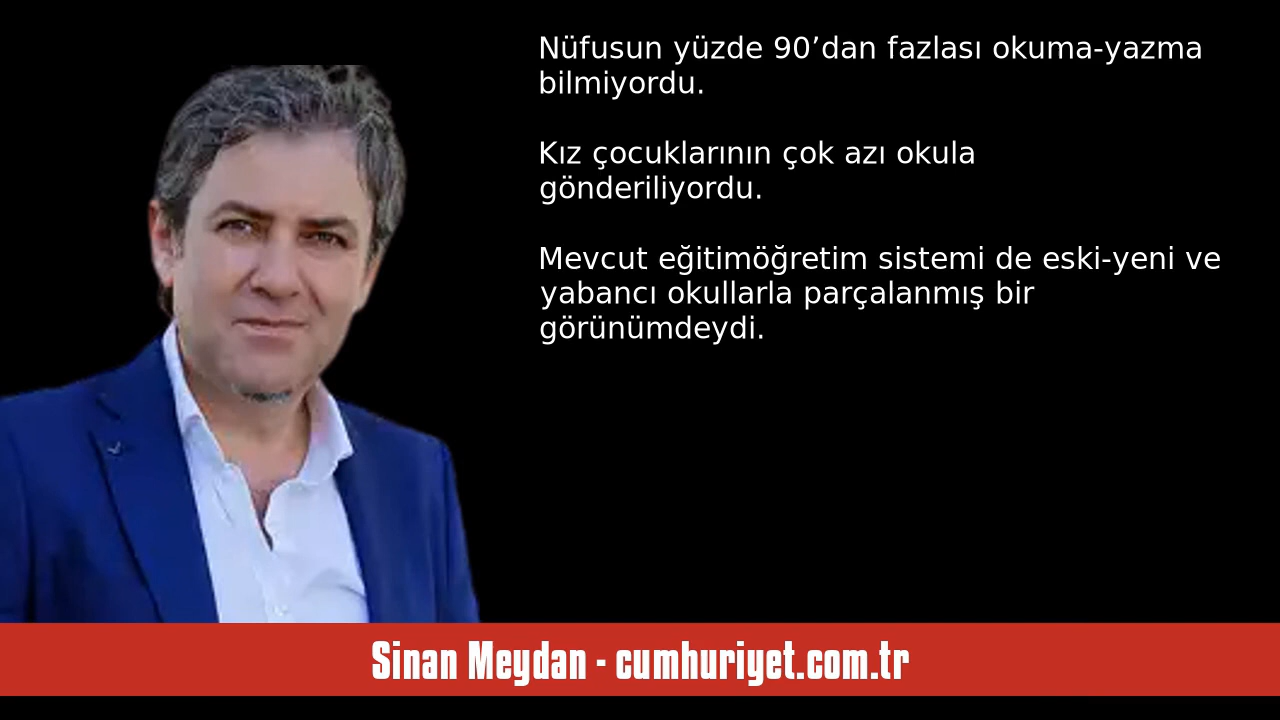 Nüfusun yüzde 90’dan fazlası okuma-yazma
bilmiyordu.
Kız çocuklarının çok azı okula
gönderiliyordu.
Mevcut eğitimöğretim sistemi de eski-yeni ve
yabancı okullarla parçalanmış bir
görünümdeydi.
Sinan Meydan - cumhuriyet.com.tr